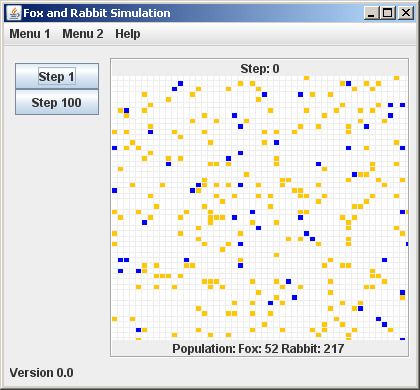 Fox and Rabbit Simulation
Menu 1 Menu 2 Help
Step 1
Step 100
Step: 0
Population: Fox: 52 Rabbit: 217
Version 0.0